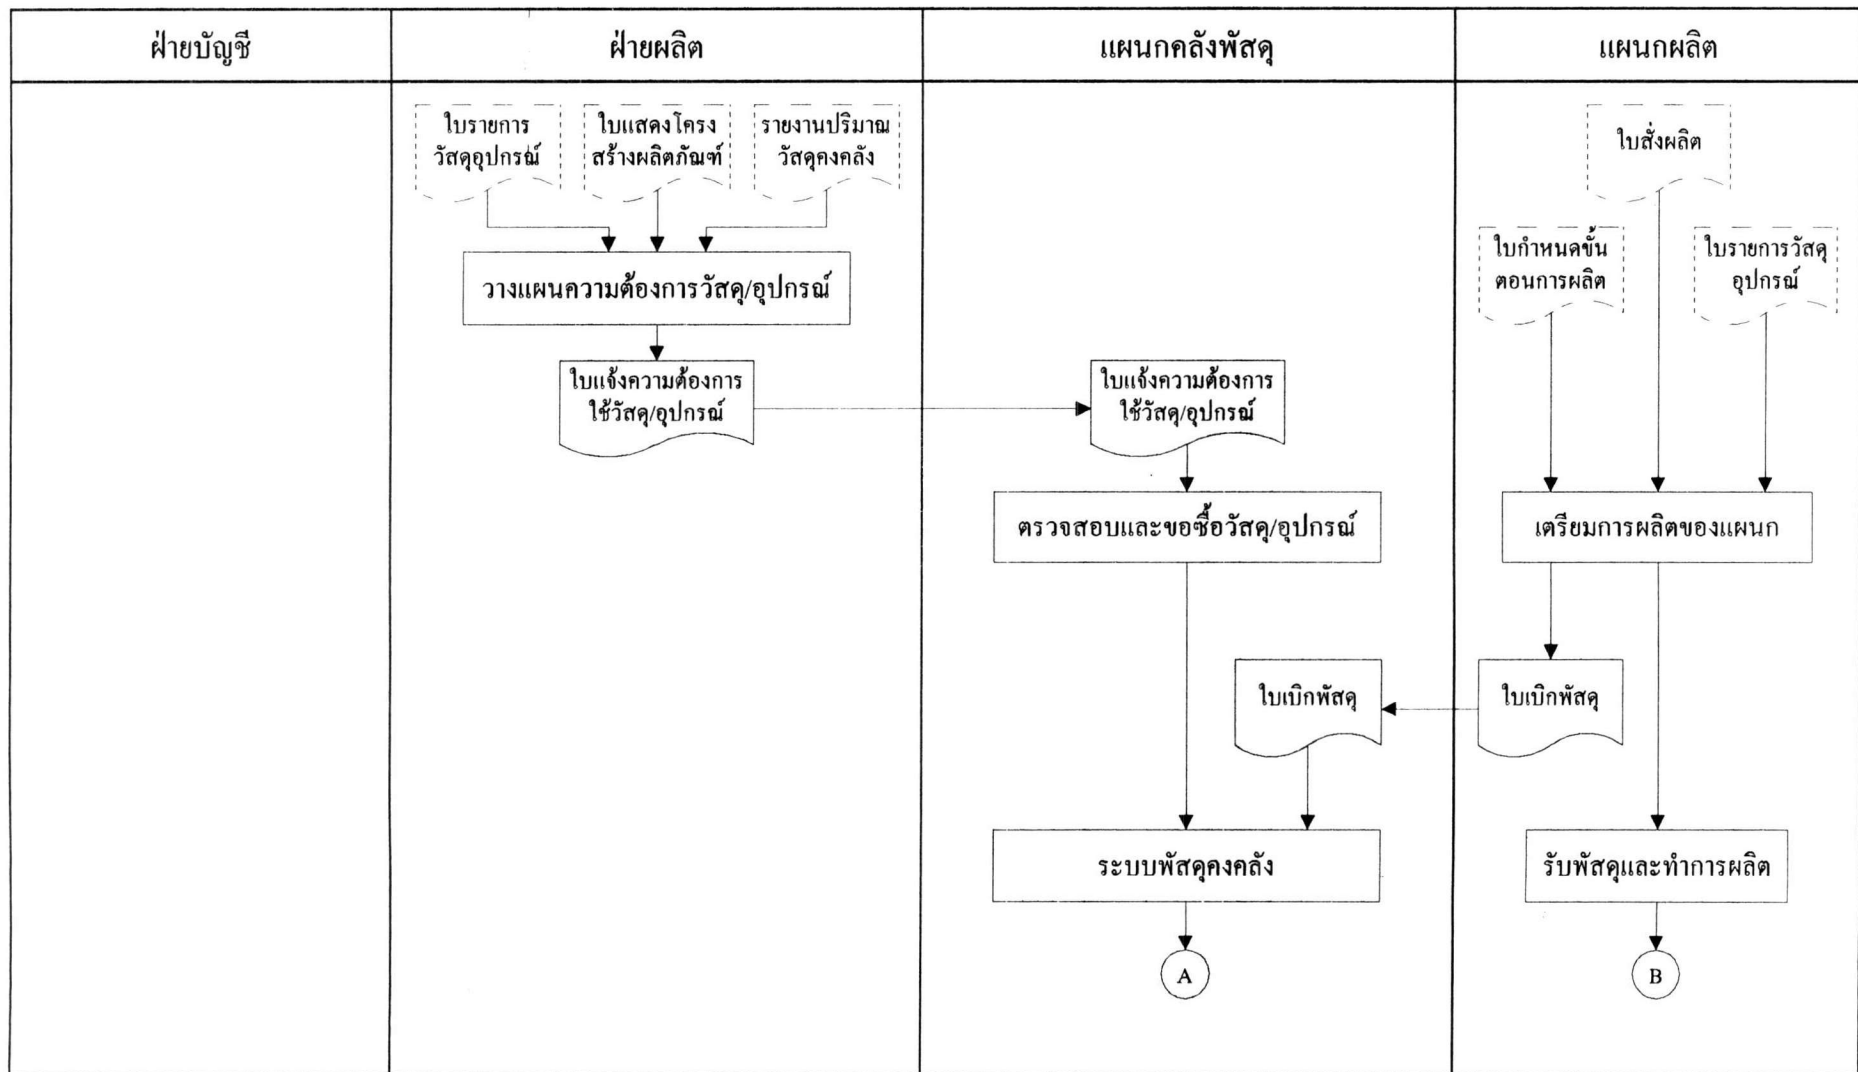 ฝ่ายบัญชี
ฝ่ายผลิต
แผนกคลังพัสดุ
แผนกผลิต
ใบรายการ
วัสดุอุปกรณ์
ใบแสดงโครง
สร้างผลิตภัณฑ์
รายงานปริมาณ
วัสดุคงคลัง
ใบสั่งผลิต
ใบกำหนดขั้น
ตอนการผลิต
ใบรายการวัสดุ
อุปกรณ์
วางแผนความต้องการวัสดุ/อุปกรณ์
ใบแจ้งความต้องการ
ใช้วัสดุ/อุปกรณ์
ใบแจ้งความต้องการ
ใช้วัสดุ/อุปกรณ์
ตรวจสอบและขอซื้อวัสดุ/อุปกรณ์
เตรียมการผลิตของแผนก
ใบเบิกพัสดุ
ใบเบิกพัสดุ
ระบบพัสดุคงคลัง
รับพัสดุและทำการผลิต
A
B